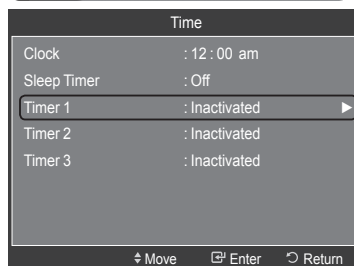 Time
Clock : 12 : 00 am
Sleep Timer : Off
Timer 1 : Inactivated
Timer 2 : Inactivated
Timer 3 : Inactivated
Move Enter Return